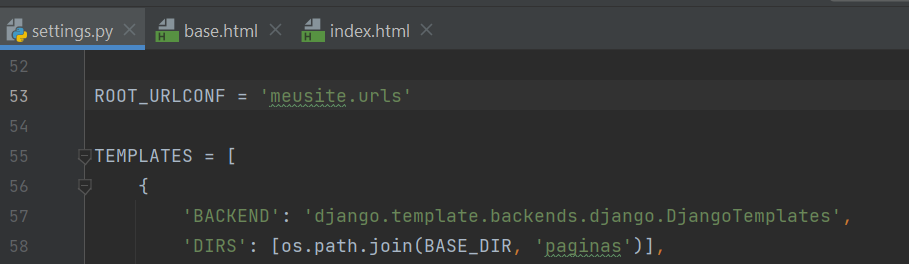 settings.py base.html index.html
52
53 ROOT_URLCONF = 'meusite.urls'
54
55 TEMPLATES = [
56 {
57 'BACKEND': 'django.template.backends.django.DjangoTemplates',
58 'DIRS': [os.path.join(BASE_DIR, 'paginas')],